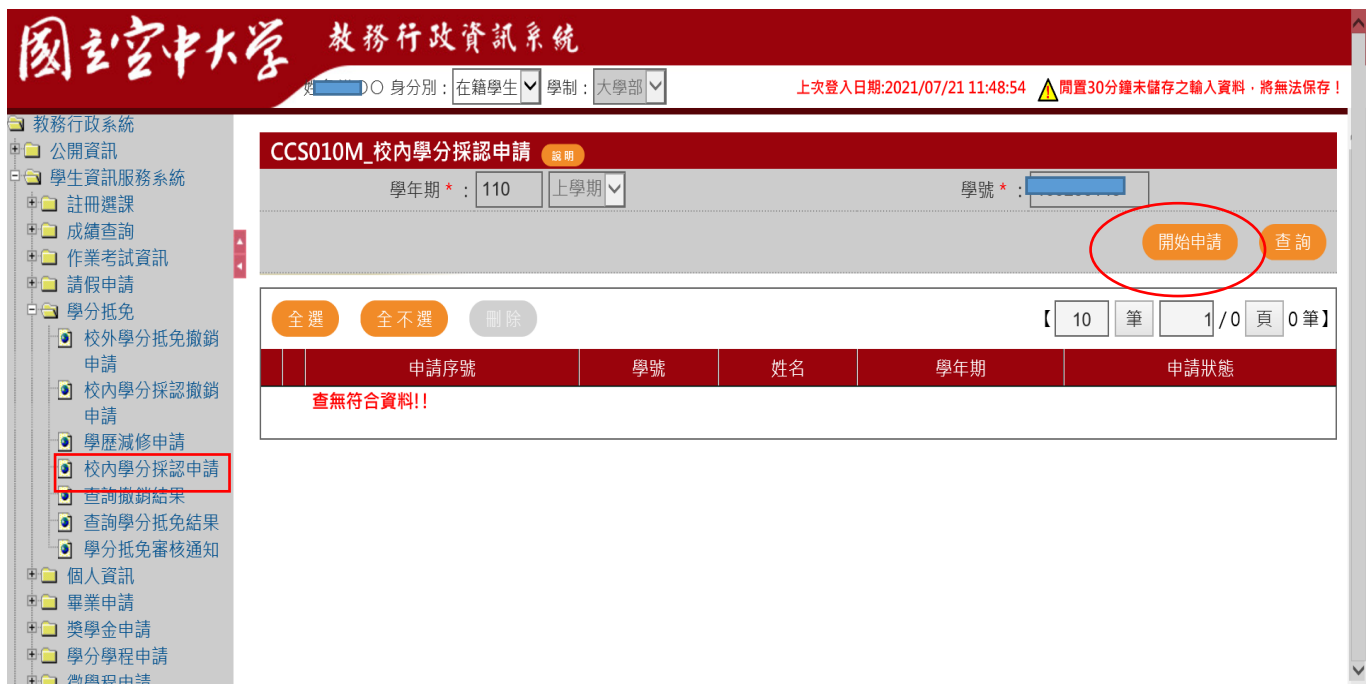 國立空中大学 教務行政資訊系統
〇〇 身分別：在籍學生 學制：大學部 上次登入日期:2021/07/21 11:48:54 閒置30分鐘未儲存之輸入資料，將無法保存！
教務行政系統
公開資訊
學生資訊服務系統
註冊選課
成績查詢
作業考試資訊
請假申請
學分抵免
校外學分抵免撤銷
申請
校內學分採認撤銷
申請
學歷減修申請
校內學分採認申請
查詢撤銷結果
查詢學分抵免結果
學分抵免審核通知
個人資訊
畢業申請
獎學金申請
學分學程申請
微學程申請
CCS010M_校內學分採認申請 說明
學年期*：110 上學期 學號*：
開始申請 查詢
全選 全不選 刪除 【10 筆 1/0 頁 0筆】
申請序號 學號 姓名 學年期 申請狀態
查無符合資料!!